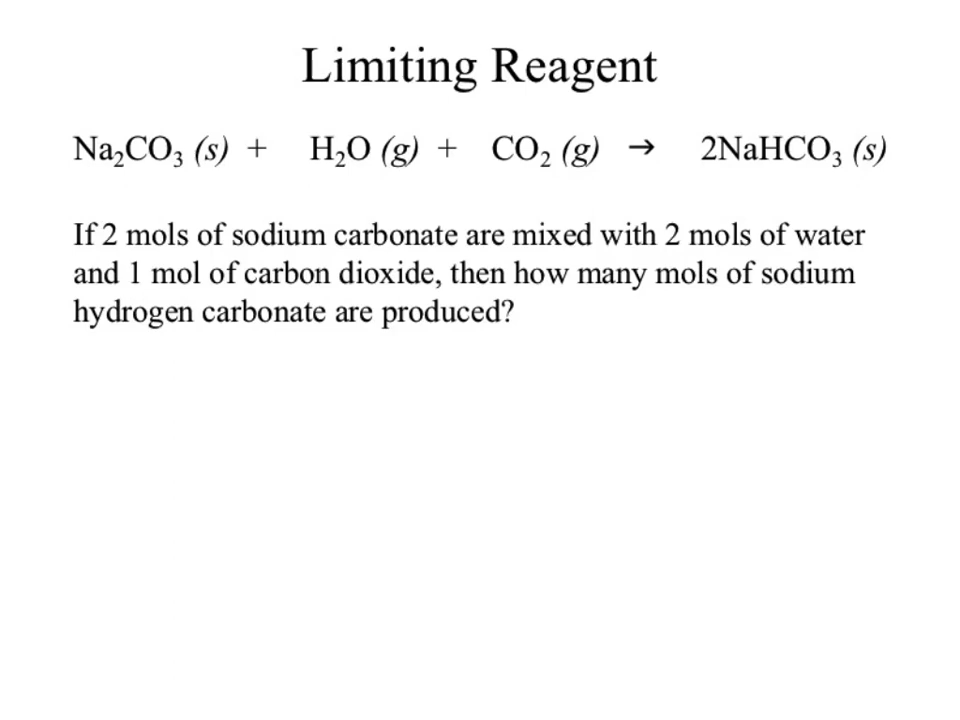 Limiting Reagent
Na₂CO₃ (s) + H₂O (g) + CO₂ (g) → 2NaHCO₃ (s)
If 2 mols of sodium carbonate are mixed with 2 mols of water
and 1 mol of carbon dioxide, then how many mols of sodium
hydrogen carbonate are produced?